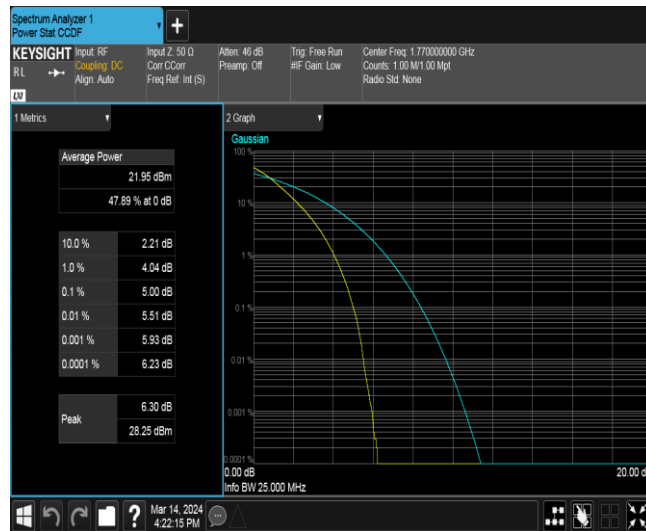 Spectrum Analyzer 1
Power Stat CCDF
+
KEYSIGHT
RL
LXI
Input: RF
Coupling: DC
Align: Auto
Input Z: 50 Ω
Corr CCorr
Freq Ref: Int (S)
Atten: 46 dB
Preamp: Off
Trig: Free Run
#IF Gain: Low
Center Freq: 1.770000000 GHz
Counts: 1.00 M/1.00 Mpt
Radio Std: None
1 Metrics
Average Power
21.95 dBm
47.89 % at 0 dB
10.0 % 2.21 dB
1.0 % 4.04 dB
0.1 % 5.00 dB
0.01 % 5.51 dB
0.001 % 5.93 dB
0.0001 % 6.23 dB
Peak
6.30 dB
28.25 dBm
2 Graph
Gaussian
100 %
10 %
1 %
0.1 %
0.01 %
0.001 %
0.0001 %
0.00 dB
20.00 d
Info BW 25.000 MHz
?
Mar 14, 2024
4:22:15 PM